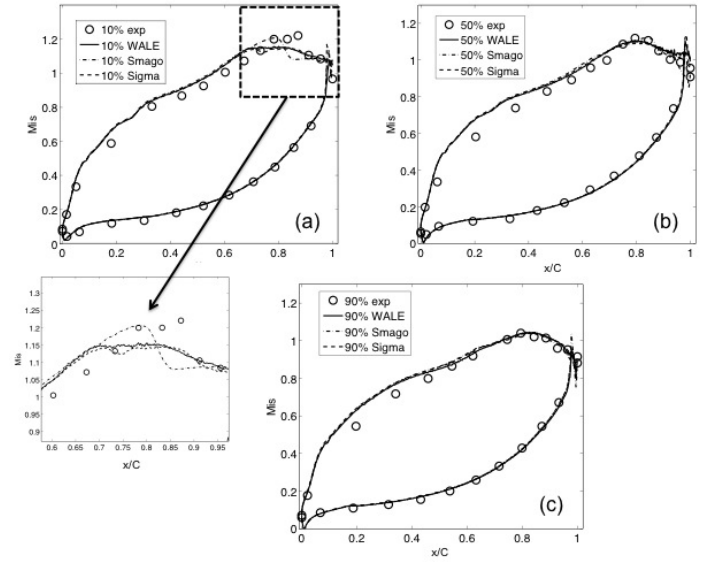 10% exp
10% WALE
10% Smago
10% Sigma
1.4
1.2
1
0.8
0.6
0.4
0.2
0
Mis
0
0.2
0.4
0.6
0.8
1
(a)
50% exp
50% WALE
50% Smago
50% Sigma
1.2
1
0.8
0.6
0.4
0.2
0
0
0.2
0.4
0.6
0.8
1
x/C
(b)
1.3
1.25
1.2
1.15
1.1
1.05
1
0.95
0.9
Mis
0.6
0.65
0.7
0.75
0.8
0.85
0.9
0.95
x/C
90% exp
90% WALE
90% Smago
90% Sigma
1.2
1
0.8
0.6
0.4
0.2
0
Mis
0
0.2
0.4
0.6
0.8
1
x/C
(c)